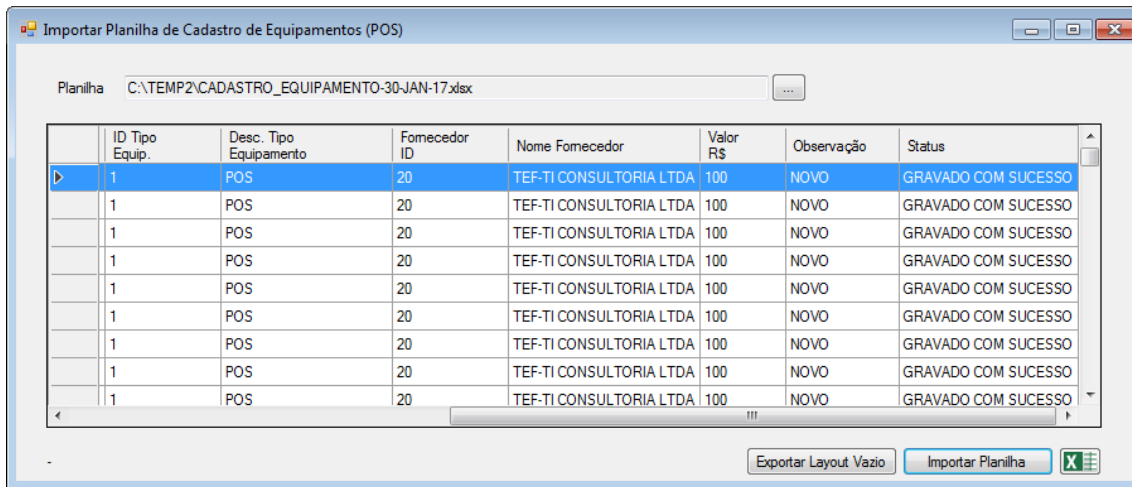 Importar Planilha de Cadastro de Equipamentos (POS)
Planilha C:\TEMP2\CADASTRO_EQUIPAMENTO-30-JAN-17.xlsx ...
ID Tipo Equip. Desc. Tipo Equipamento Fornecedor ID Nome Fornecedor Valor R$ Observação Status
1 POS 20 TEF-TI CONSULTORIA LTDA 100 NOVO GRAVADO COM SUCESSO
1 POS 20 TEF-TI CONSULTORIA LTDA 100 NOVO GRAVADO COM SUCESSO
1 POS 20 TEF-TI CONSULTORIA LTDA 100 NOVO GRAVADO COM SUCESSO
1 POS 20 TEF-TI CONSULTORIA LTDA 100 NOVO GRAVADO COM SUCESSO
1 POS 20 TEF-TI CONSULTORIA LTDA 100 NOVO GRAVADO COM SUCESSO
1 POS 20 TEF-TI CONSULTORIA LTDA 100 NOVO GRAVADO COM SUCESSO
1 POS 20 TEF-TI CONSULTORIA LTDA 100 NOVO GRAVADO COM SUCESSO
1 POS 20 TEF-TI CONSULTORIA LTDA 100 NOVO GRAVADO COM SUCESSO
1 POS 20 TEF-TI CONSULTORIA LTDA 100 NOVO GRAVADO COM SUCESSO
- Exportar Layout Vazio Importar Planilha